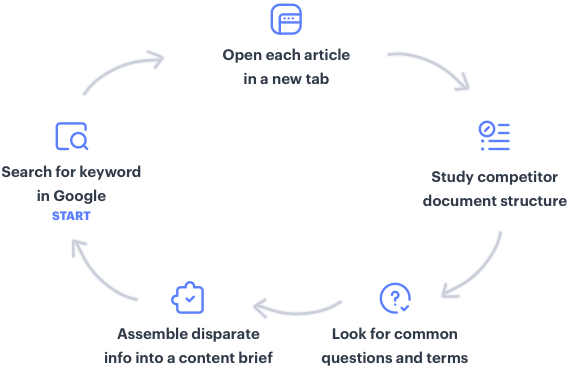 Open each article
in a new tab
Search for keyword
in Google
START
Study competitor
document structure
Assemble disparate
info into a content brief
Look for common
questions and terms